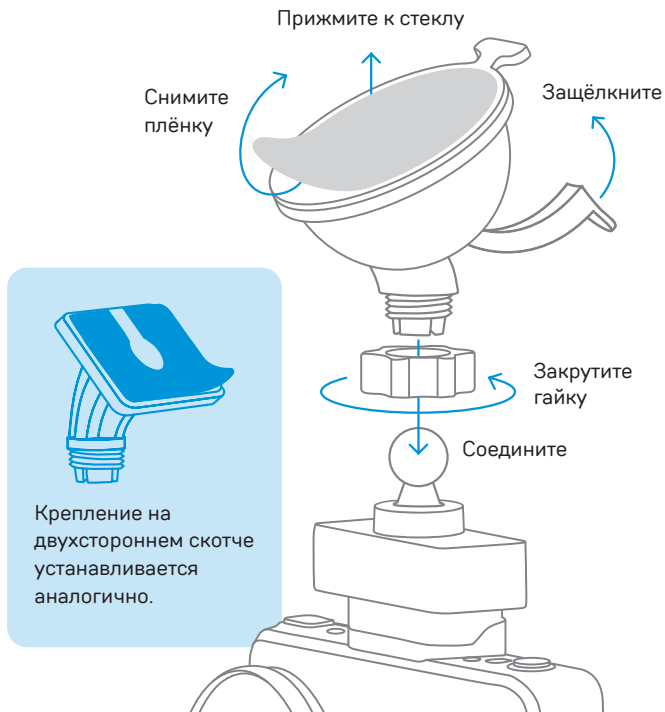 Прижмите к стеклу
Снимите
плёнку
Защёлкните
Закрутите
гайку
Соедините
Крепление на
двухстороннем скотче
устанавливается
аналогично.